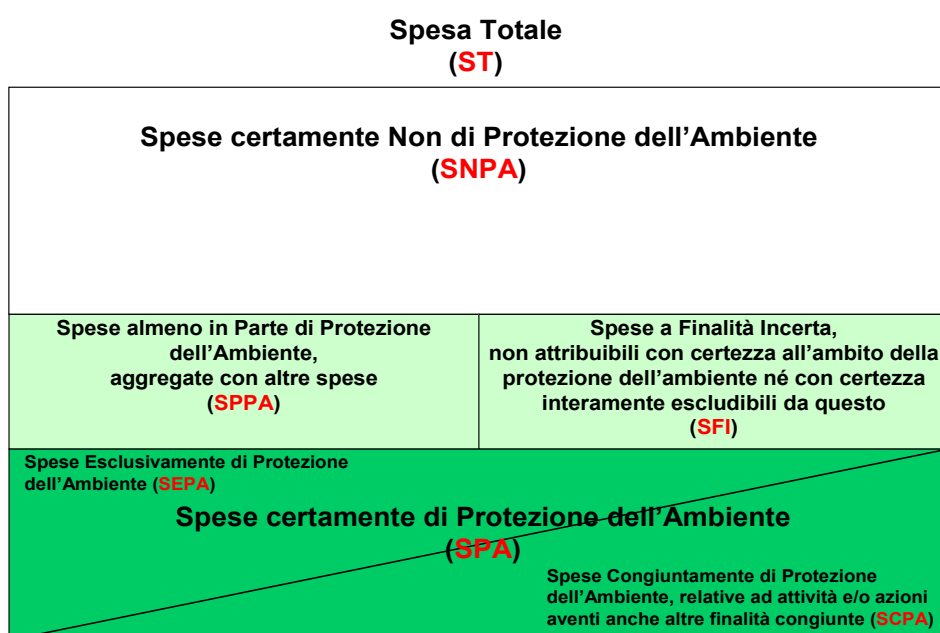 Spesa Totale
(ST)
Spese certamente Non di Protezione dell'Ambiente
(SNPA)
Spese almeno in Parte di Protezione
dell'Ambiente,
aggregate con altre spese
(SPPA)
Spese a Finalità Incerta,
non attribuibili con certezza all'ambito della
protezione dell'ambiente né con certezza
interamente escludibili da questo
(SFI)
Spese Esclusivamente di Protezione
dell'Ambiente (SEPA)
Spese certamente di Protezione dell'Ambiente
(SPA)
Spese Congiuntamente di Protezione
dell'Ambiente, relative ad attività e/o azioni
aventi anche altre finalità congiunte (SCPA)